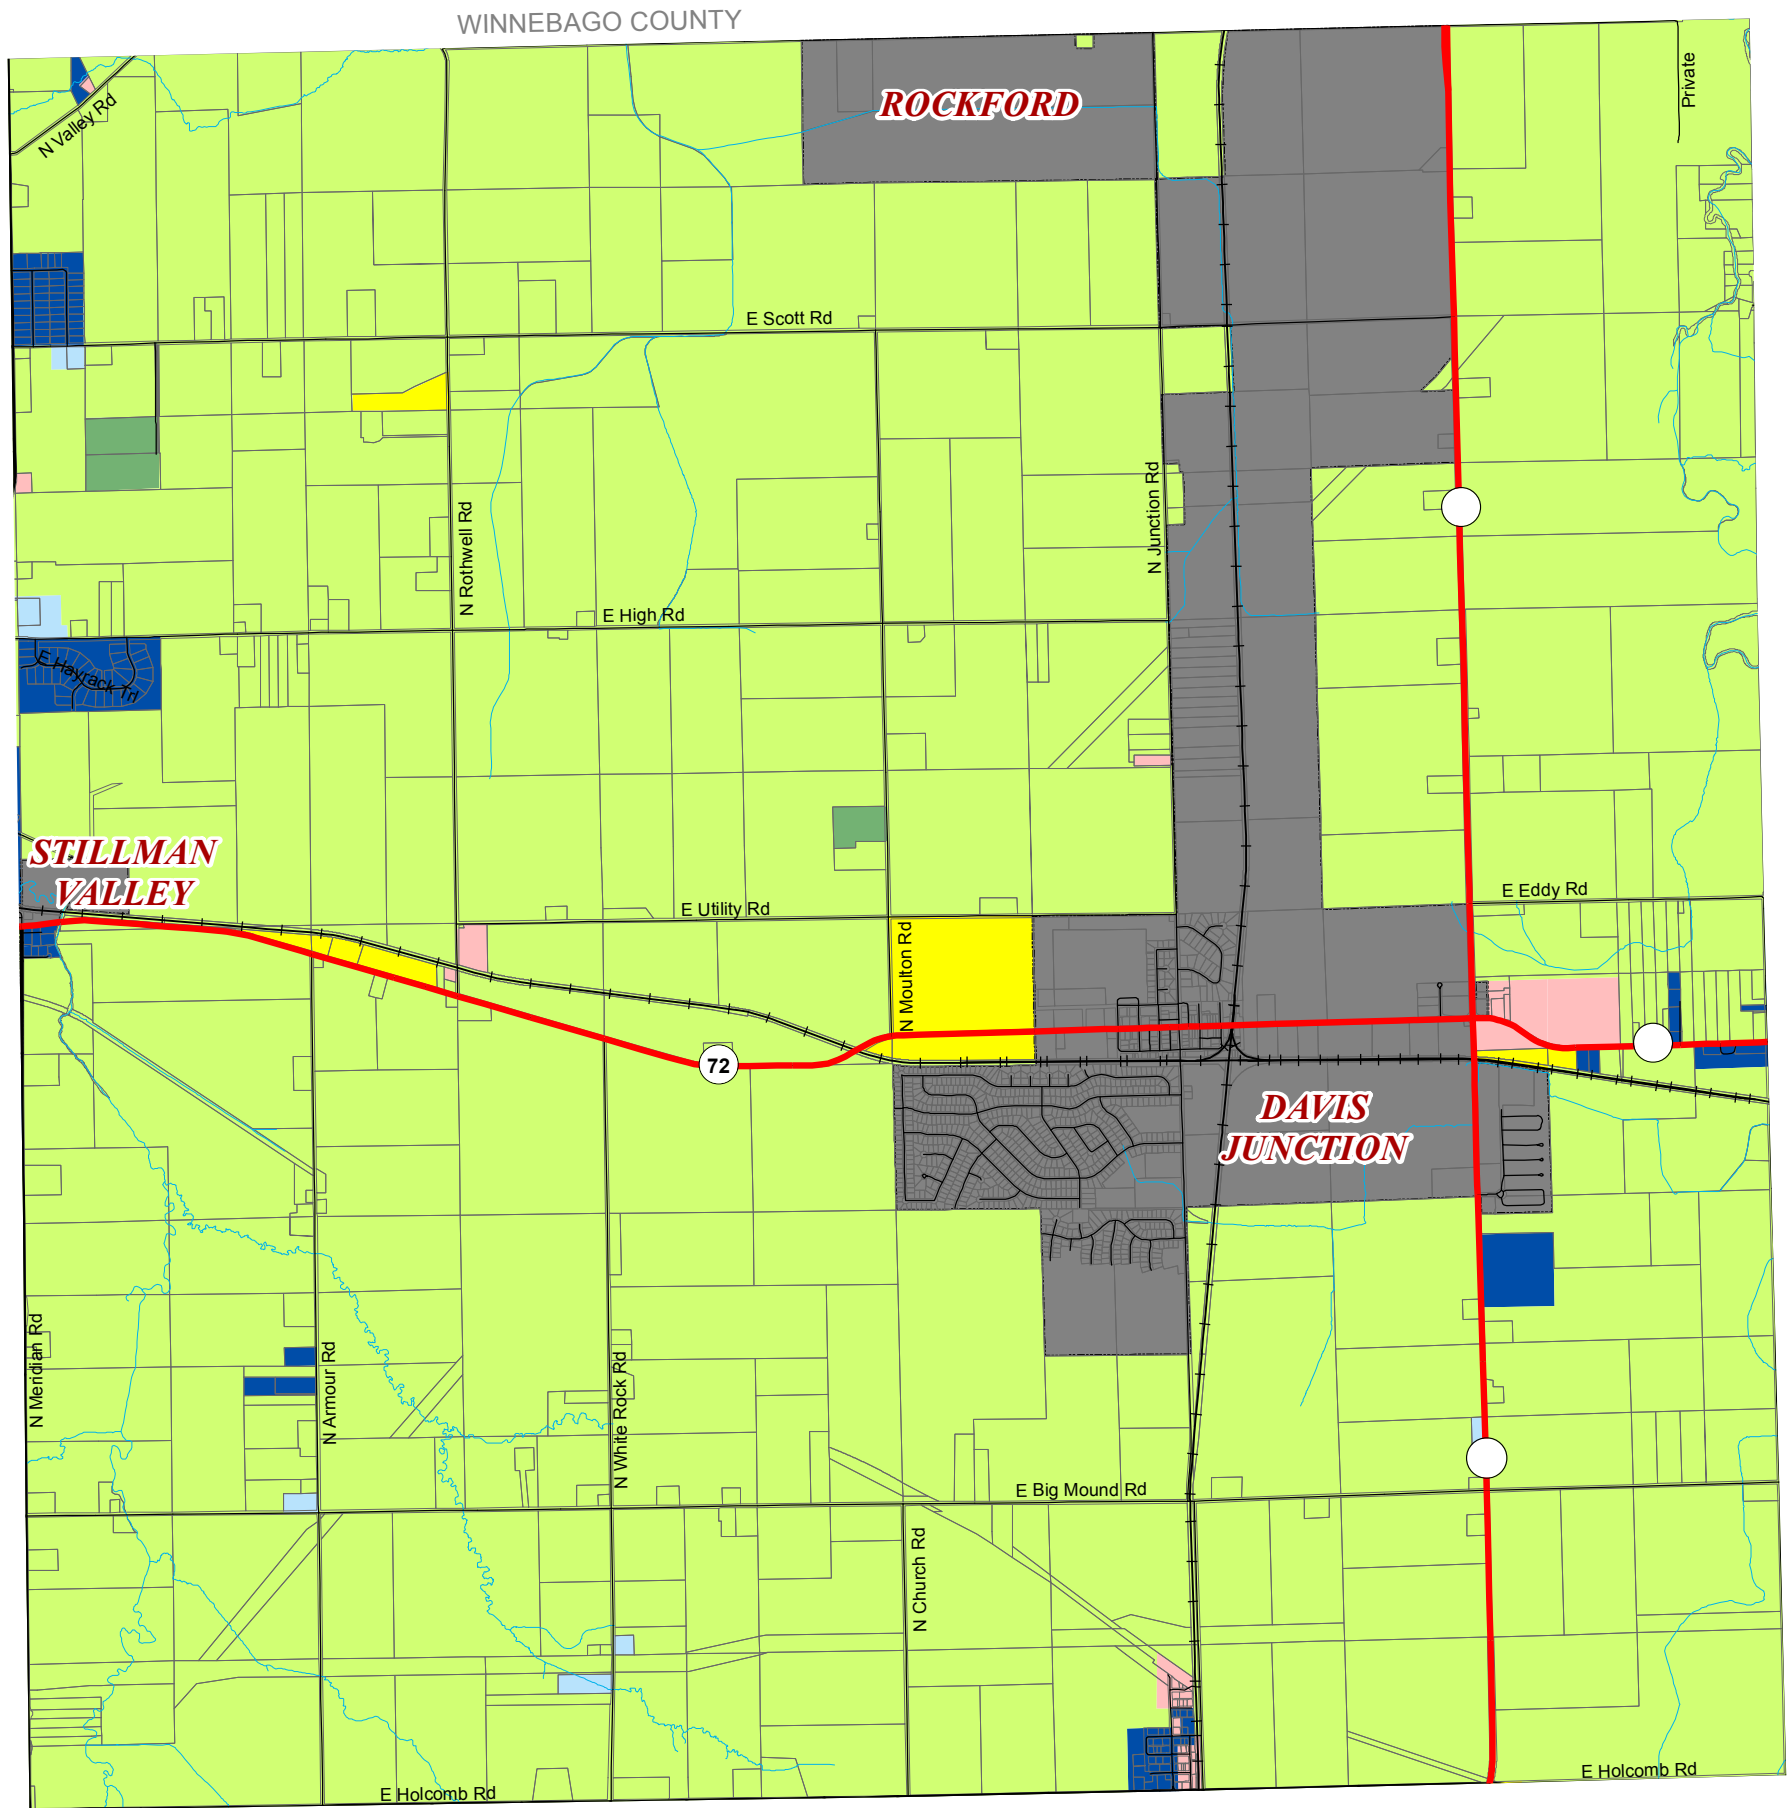 WINNEBAGO COUNTY
Private
ROCKFORD
N Valley Rd
E Scott Rd
N Rothwell Rd
N Junction Rd
E High Rd
E Hayrack Trl
STILLMAN
VALLEY
E Eddy Rd
E Utility Rd
N Moulton Rd
72
DAVIS
JUNCTION
N Meridian Rd
N Armour Rd
N White Rock Rd
E Big Mound Rd
N Church Rd
E Holcomb Rd
E Holcomb Rd